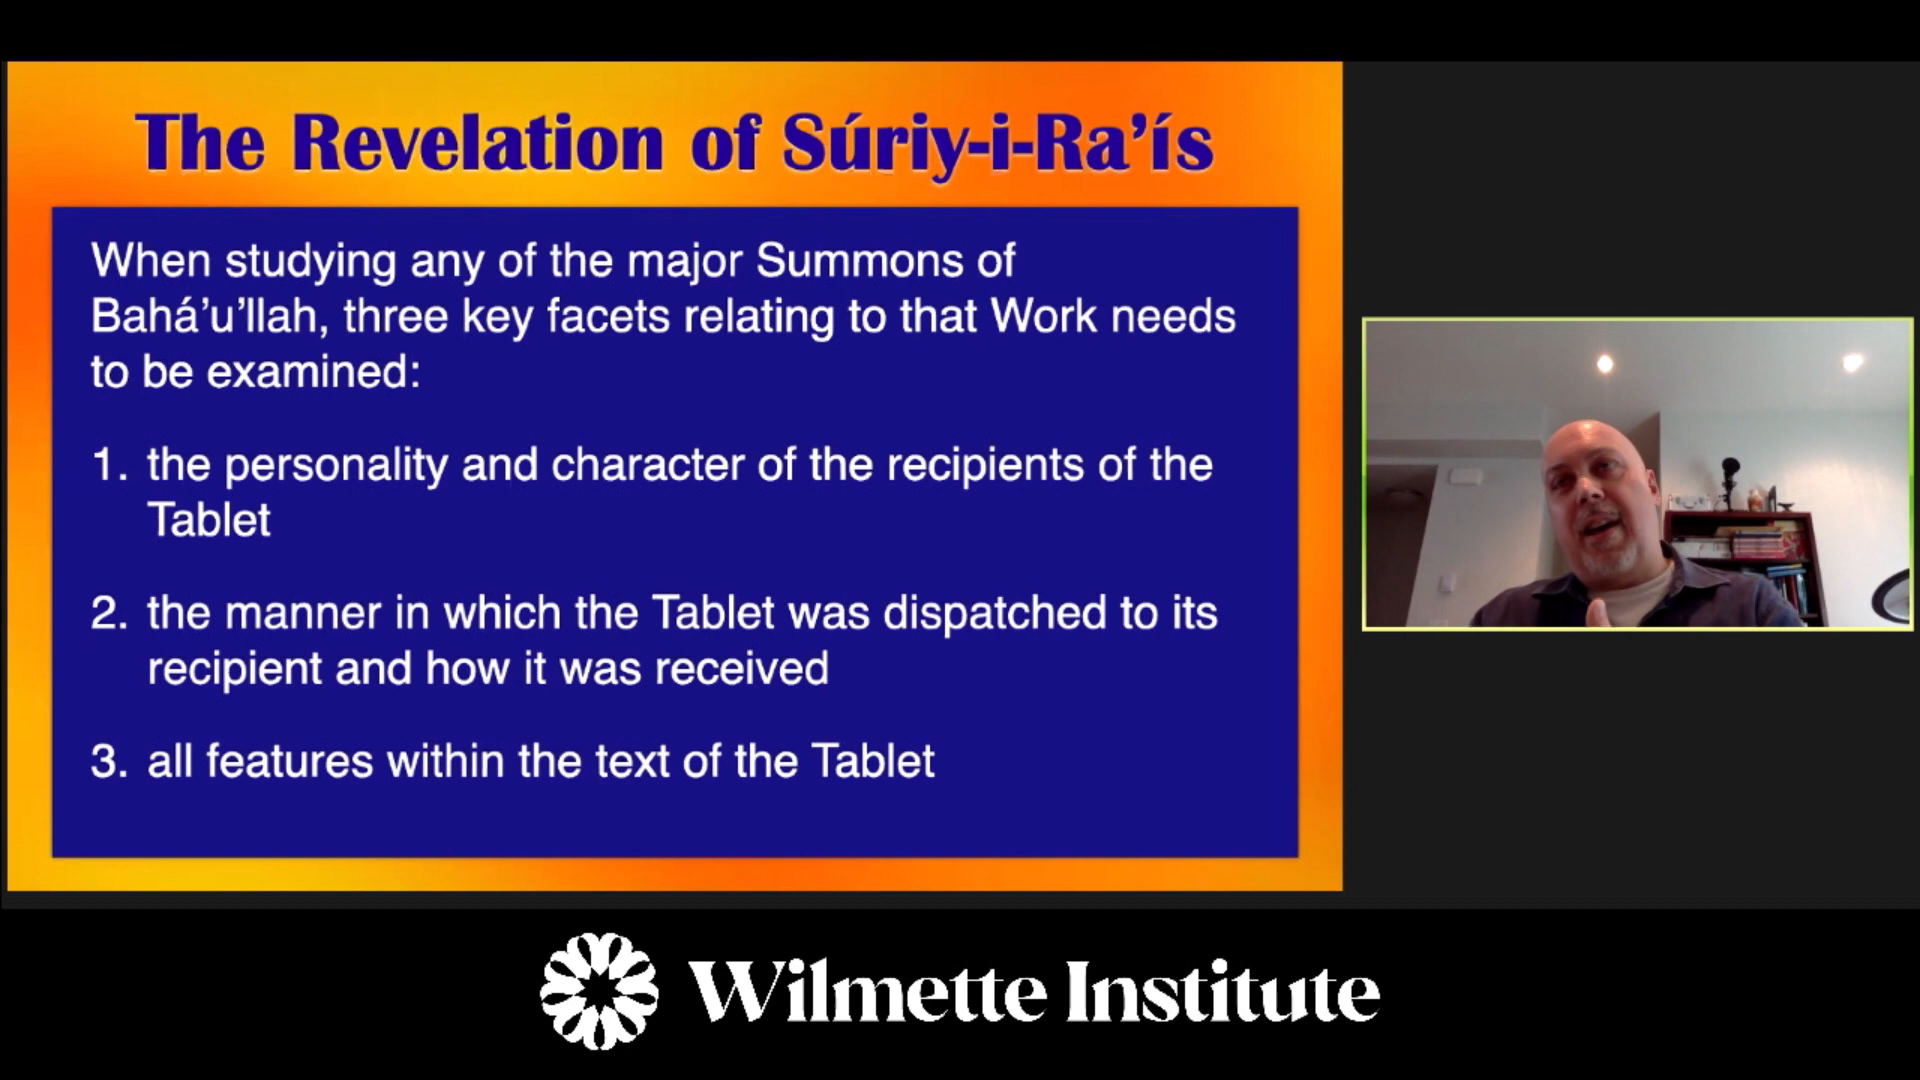 The Revelation of Súriy-i-Ra’ís
When studying any of the major Summons of
Bahá’u’llah, three key facets relating to that Work needs
to be examined:
1. the personality and character of the recipients of the
Tablet
2. the manner in which the Tablet was dispatched to its
recipient and how it was received
3. all features within the text of the Tablet
Wilmette Institute